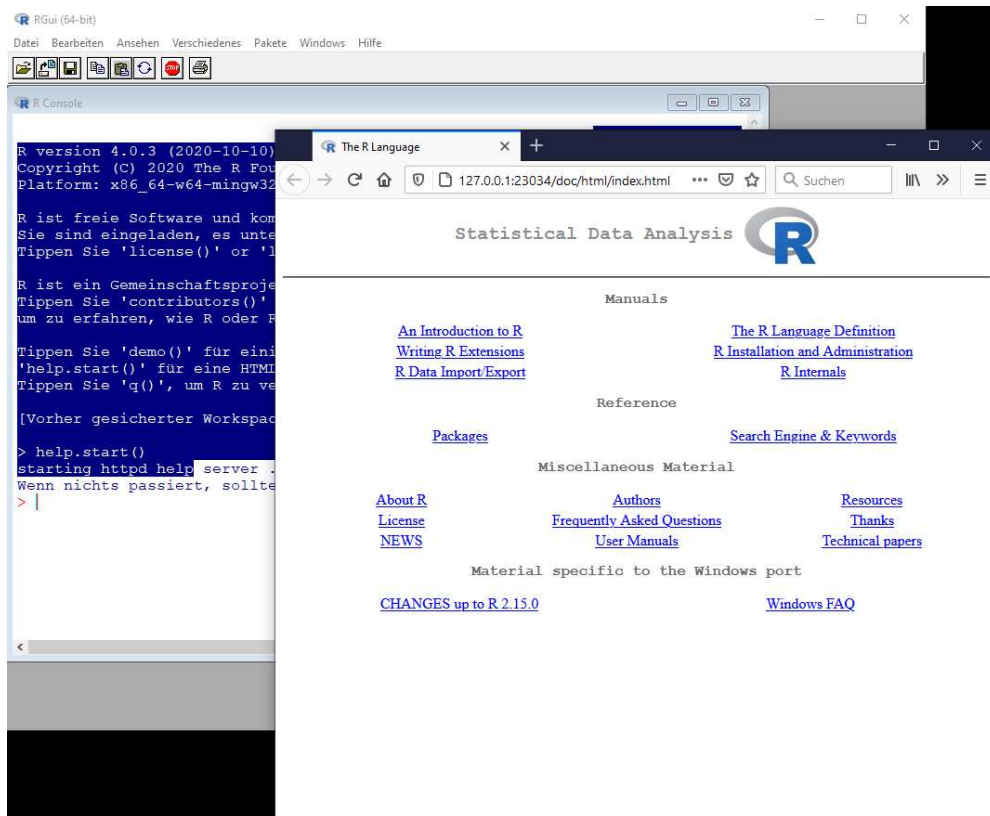 RGui (64-bit)
Datei Bearbeiten Ansehen Verschiedenes Pakete Windows Hilfe
STOP
R Console
R version 4.0.3 (2020-10-10)
Copyright (C) 2020 The R Fou
Platform: x86_64-w64-mingw32
R ist freie Software und kom
Sie sind eingeladen, es unte
Tippen Sie 'license()' or 'l
R ist ein Gemeinschaftsproje
Tippen Sie 'contributors()'
um zu erfahren, wie R oder R
Tippen Sie 'demo()' für eini
'help.start()' für eine HTML
Tippen Sie 'q()', um R zu ve
[Vorher gesicherter Workspac
> help.start()
starting httpd help server .
Wenn nichts passiert, sollte
>
The R Language
127.0.0.1:23034/doc/html/index.html
Suchen
Statistical Data Analysis R
Manuals
An Introduction to R The R Language Definition
Writing R Extensions R Installation and Administration
R Data Import/Export R Internals
Reference
Packages Search Engine & Keywords
Miscellaneous Material
About R Authors Resources
License Frequently Asked Questions Thanks
NEWS User Manuals Technical papers
Material specific to the Windows port
CHANGES up to R 2.15.0 Windows FAQ